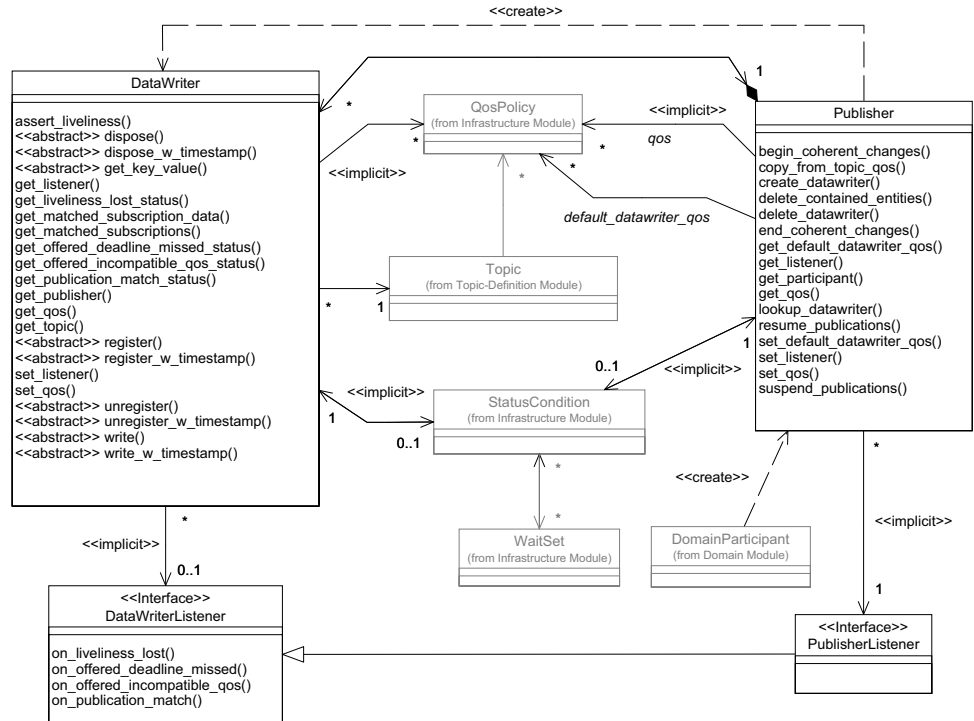 <<create>>
DataWriter
assert_liveliness()
<<abstract>> dispose()
<<abstract>> dispose_w_timestamp()
<<abstract>> get_key_value()
get_listener()
get_liveliness_lost_status()
get_matched_subscription_data()
get_matched_subscriptions()
get_offered_deadline_missed_status()
get_offered_incompatible_qos_status()
get_publication_match_status()
get_publisher()
get_qos()
get_topic()
<<abstract>> register()
<<abstract>> register_w_timestamp()
set_listener()
set_qos()
<<abstract>> unregister()
<<abstract>> unregister_w_timestamp()
<<abstract>> write()
<<abstract>> write_w_timestamp()
*
1
QosPolicy
(from Infrastructure Module)
*
<<implicit>>
<<implicit>>
qos
*
*
*
default_datawriter_qos
Publisher
begin_coherent_changes()
copy_from_topic_qos()
create_datawriter()
delete_contained_entities()
delete_datawriter()
end_coherent_changes()
get_default_datawriter_qos()
get_listener()
get_participant()
get_qos()
lookup_datawriter()
resume_publications()
set_default_datawriter_qos()
set_listener()
set_qos()
suspend_publications()
Topic
(from Topic-Definition Module)
*
1
1
0..1
<<implicit>>
<<implicit>>
1
0..1
StatusCondition
(from Infrastructure Module)
*
*
WaitSet
(from Infrastructure Module)
<<create>>
DomainParticipant
(from Domain Module)
*
<<implicit>>
1
*
<<implicit>>
0..1
<<Interface>>
DataWriterListener
on_liveliness_lost()
on_offered_deadline_missed()
on_offered_incompatible_qos()
on_publication_match()
<<Interface>>
PublisherListener